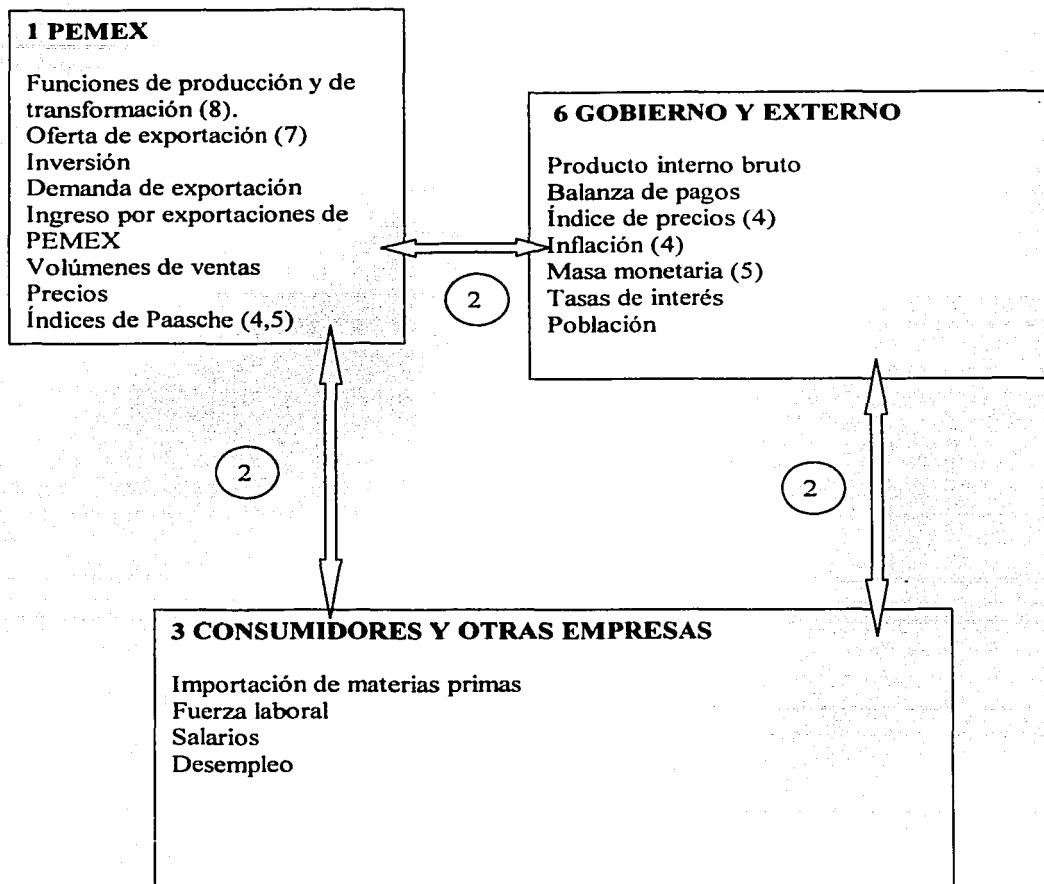 1 PEMEX
Funciones de producción y de
transformación (8).
Oferta de exportación (7)
Inversión
Demanda de exportación
Ingreso por exportaciones de
PEMEX
Volúmenes de ventas
Precios
Índices de Paasche (4,5)
6 GOBIERNO Y EXTERNO
Producto interno bruto
Balanza de pagos
Índice de precios (4)
Inflación (4)
Masa monetaria (5)
Tasas de interés
Población
2
2
2
3 CONSUMIDORES Y OTRAS EMPRESAS
Importación de materias primas
Fuerza laboral
Salarios
Desempleo